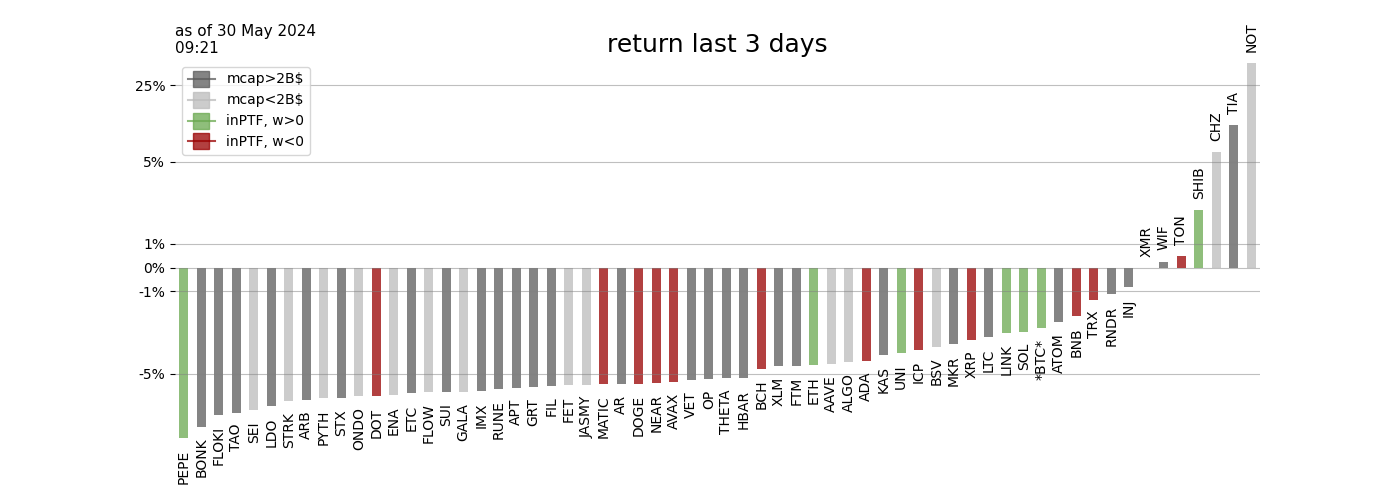 as of 30 May 2024
09:21
return last 3 days
mcap>2B$
mcap<2B$
inPTF, w>0
inPTF, w<0
25%
5%
1%
0%
-1%
-5%
PEPE
BONK
FLOKI
TAO
SEI
LDO
STRK
ARB
PYTH
STX
ONDO
DOT
ENA
ETC
FLOW
SUI
GALA
IMX
RUNE
APT
GRT
FIL
FET
JASMY
MATIC
AR
DOGE
NEAR
AVAX
VET
OP
THETA
HBAR
BCH
XLM
FTM
ETH
AAVE
ALGO
ADA
KAS
UNI
ICP
BSV
MKR
XRP
LTC
LINK
SOL
*BTC*
ATOM
BNB
TRX
RNDR
INJ
XMR
WIF
TON
SHIB
CHZ
TIA
NOT